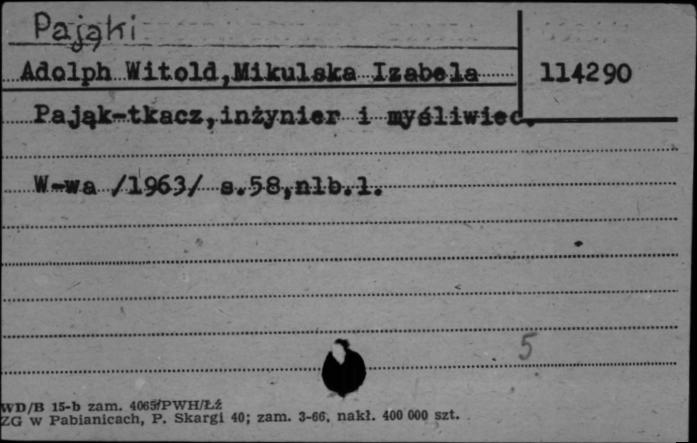 Pająki
Adolph Witold,Mikulska Izabela
114290
Pająk-tkacz,inżynier i myśliwiec.
W-wa /1963/ s.58,nlb.1.
5
WD/B 15-b zam. 4065/PWH/Łź
ZG w Pabianicach, P. Skargi 40; zam. 3-66, nakł. 400 000 szt.